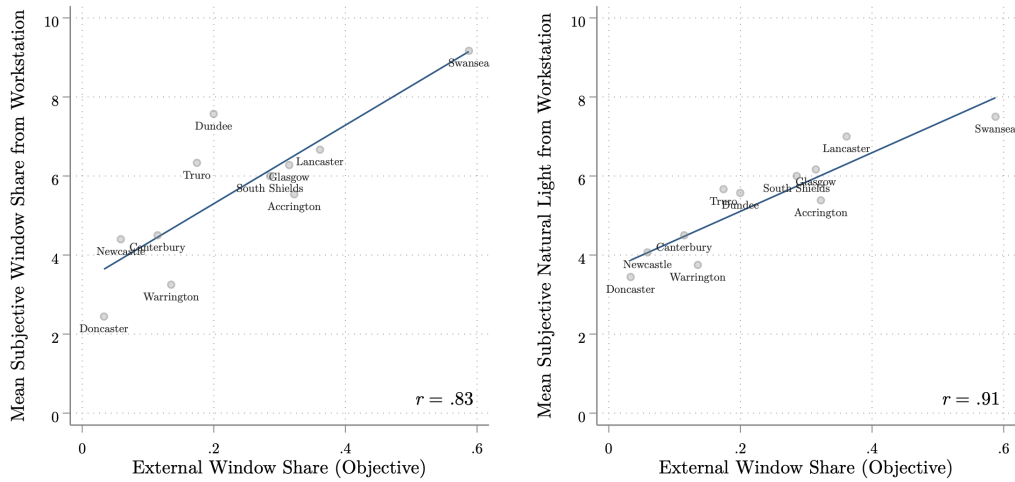 Mean Subjective Window Share from Workstation
10
8
6
4
2
0
Swansea
Dundee
Truro
Lancaster
Glasgow
South Shields
Accrington
Canterbury
Newcastle
Warrington
Doncaster
r = .83
0 .2 .4 .6
External Window Share (Objective)
Mean Subjective Natural Light from Workstation
10
8
6
4
2
0
Swansea
Lancaster
Glasgow
South Shields
Truro
Dundee
Accrington
Canterbury
Newcastle
Warrington
Doncaster
r = .91
0 .2 .4 .6
External Window Share (Objective)